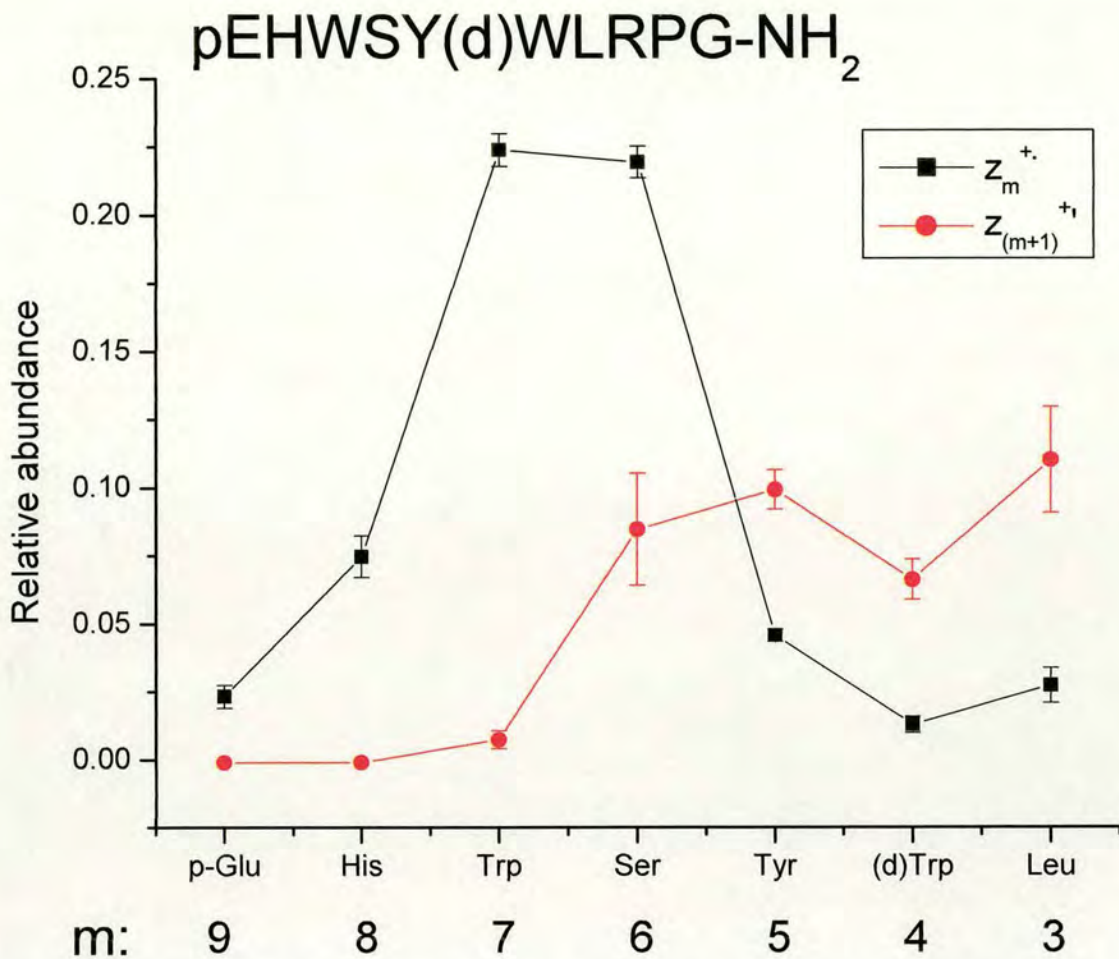 pEHWSY(d)WLRPG-NH2
zm+·
z(m+1)+'
Relative abundance
0.25
0.20
0.15
0.10
0.05
0.00
p-Glu His Trp Ser Tyr (d)Trp Leu
m: 9 8 7 6 5 4 3